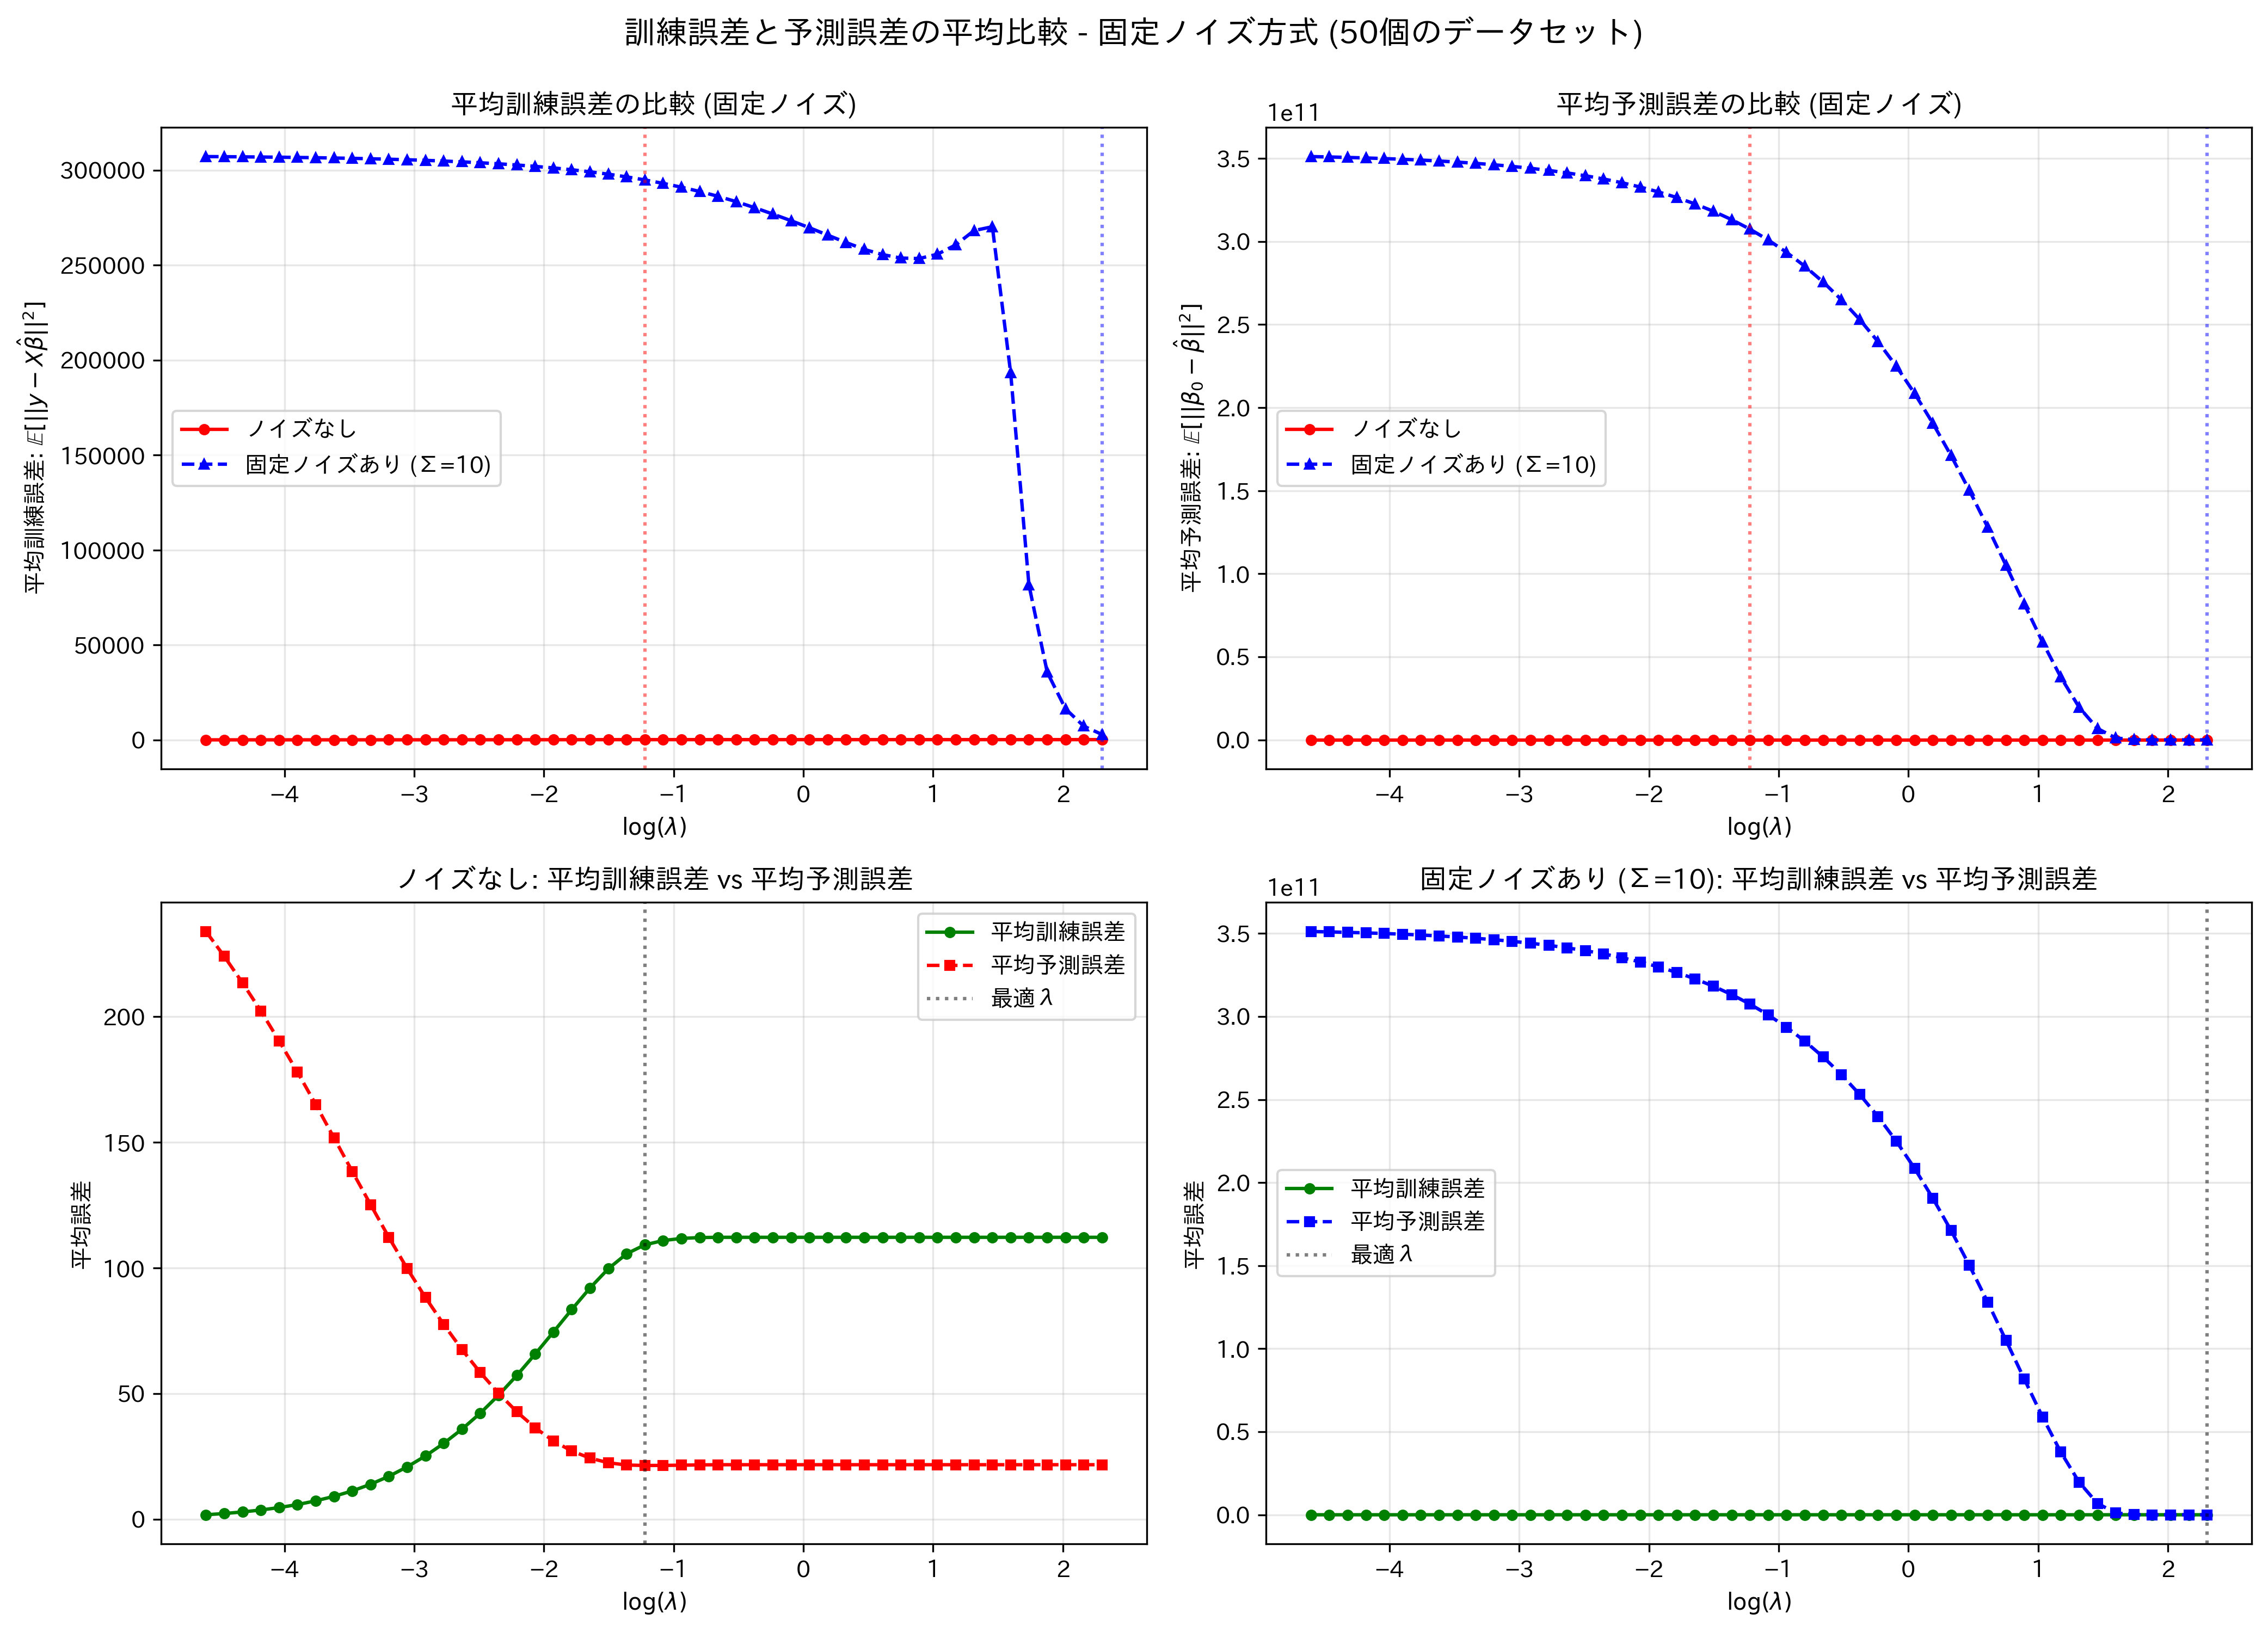 訓練誤差と予測誤差の平均比較 - 固定ノイズ方式 (50個のデータセット)
平均訓練誤差の比較 (固定ノイズ)
平均訓練誤差: 𝔼[||y − Xβ̂||²]
300000
250000
200000
150000
100000
50000
0
ノイズなし
固定ノイズあり (Σ=10)
−4 −3 −2 −1 0 1 2
log(λ)
平均予測誤差の比較 (固定ノイズ)
1e11
平均予測誤差: 𝔼[||β₀ − β̂||²]
3.5
3.0
2.5
2.0
1.5
1.0
0.5
0.0
ノイズなし
固定ノイズあり (Σ=10)
−4 −3 −2 −1 0 1 2
log(λ)
ノイズなし: 平均訓練誤差 vs 平均予測誤差
平均誤差
200
150
100
50
0
平均訓練誤差
平均予測誤差
最適λ
−4 −3 −2 −1 0 1 2
log(λ)
固定ノイズあり (Σ=10): 平均訓練誤差 vs 平均予測誤差
1e11
平均誤差
3.5
3.0
2.5
2.0
1.5
1.0
0.5
0.0
平均訓練誤差
平均予測誤差
最適λ
−4 −3 −2 −1 0 1 2
log(λ)